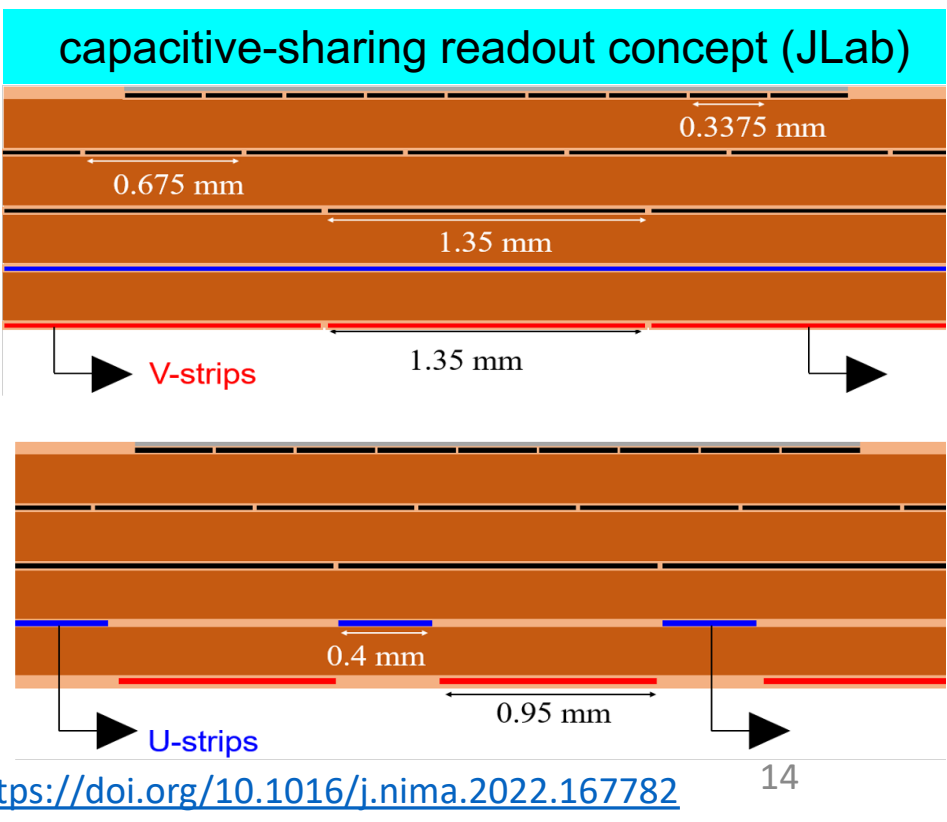 capacitive-sharing readout concept (JLab)
0.3375 mm
0.675 mm
1.35 mm
1.35 mm
V-strips
0.4 mm
0.95 mm
U-strips
tps://doi.org/10.1016/j.nima.2022.167782
14